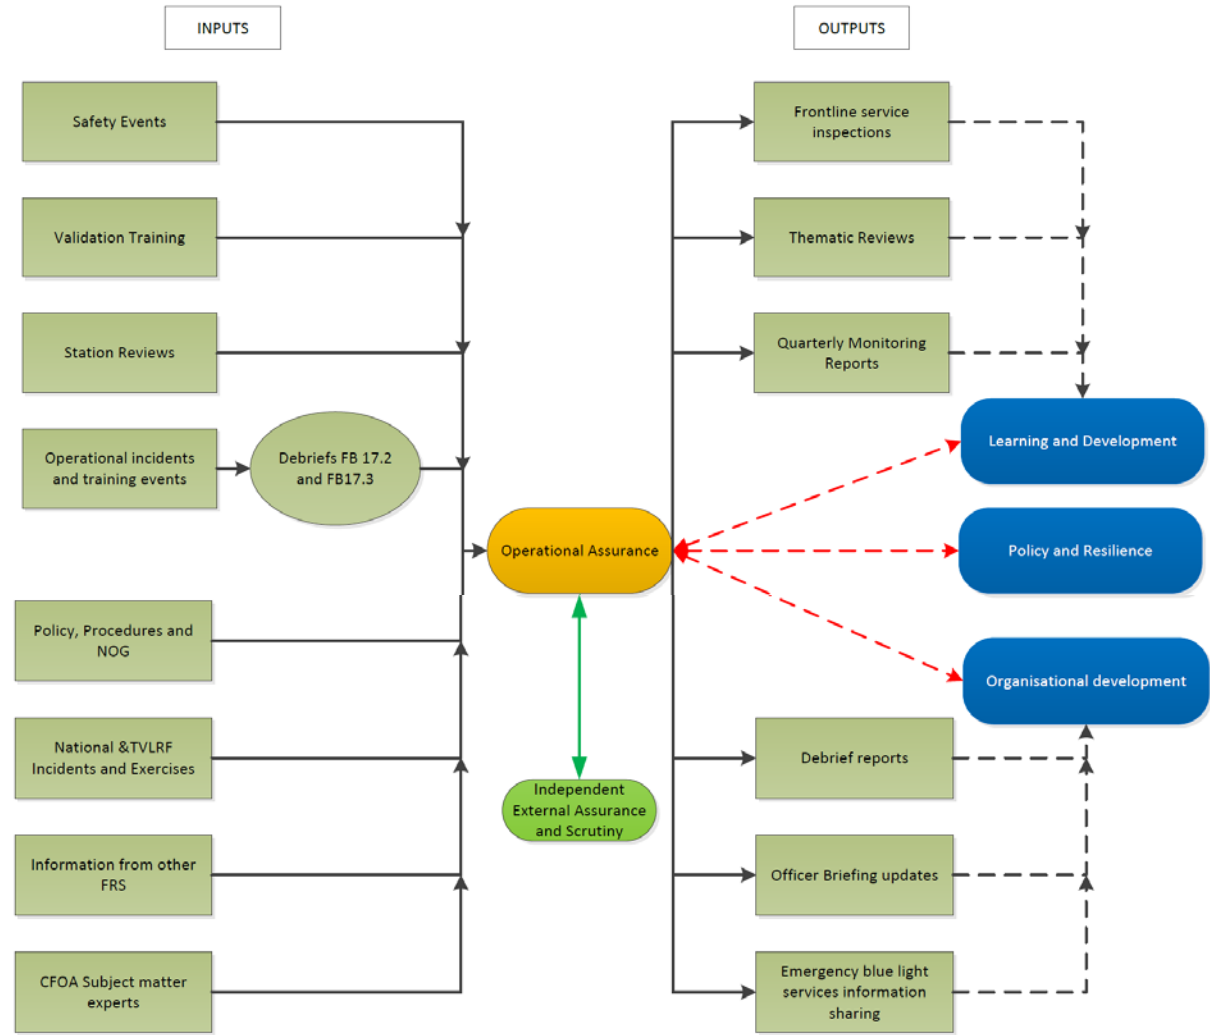 INPUTS
OUTPUTS
Safety Events
Validation Training
Station Reviews
Operational incidents
and training events
Debriefs FB 17.2
and FB17.3
Policy, Procedures and
NOG
National &TVLRF
Incidents and Exercises
Information from other
FRS
CFOA Subject matter
experts
Operational Assurance
Independent
External Assurance
and Scrutiny
Frontline service
inspections
Thematic Reviews
Quarterly Monitoring
Reports
Learning and Development
Policy and Resilience
Organisational development
Debrief reports
Officer Briefing updates
Emergency blue light
services information
sharing